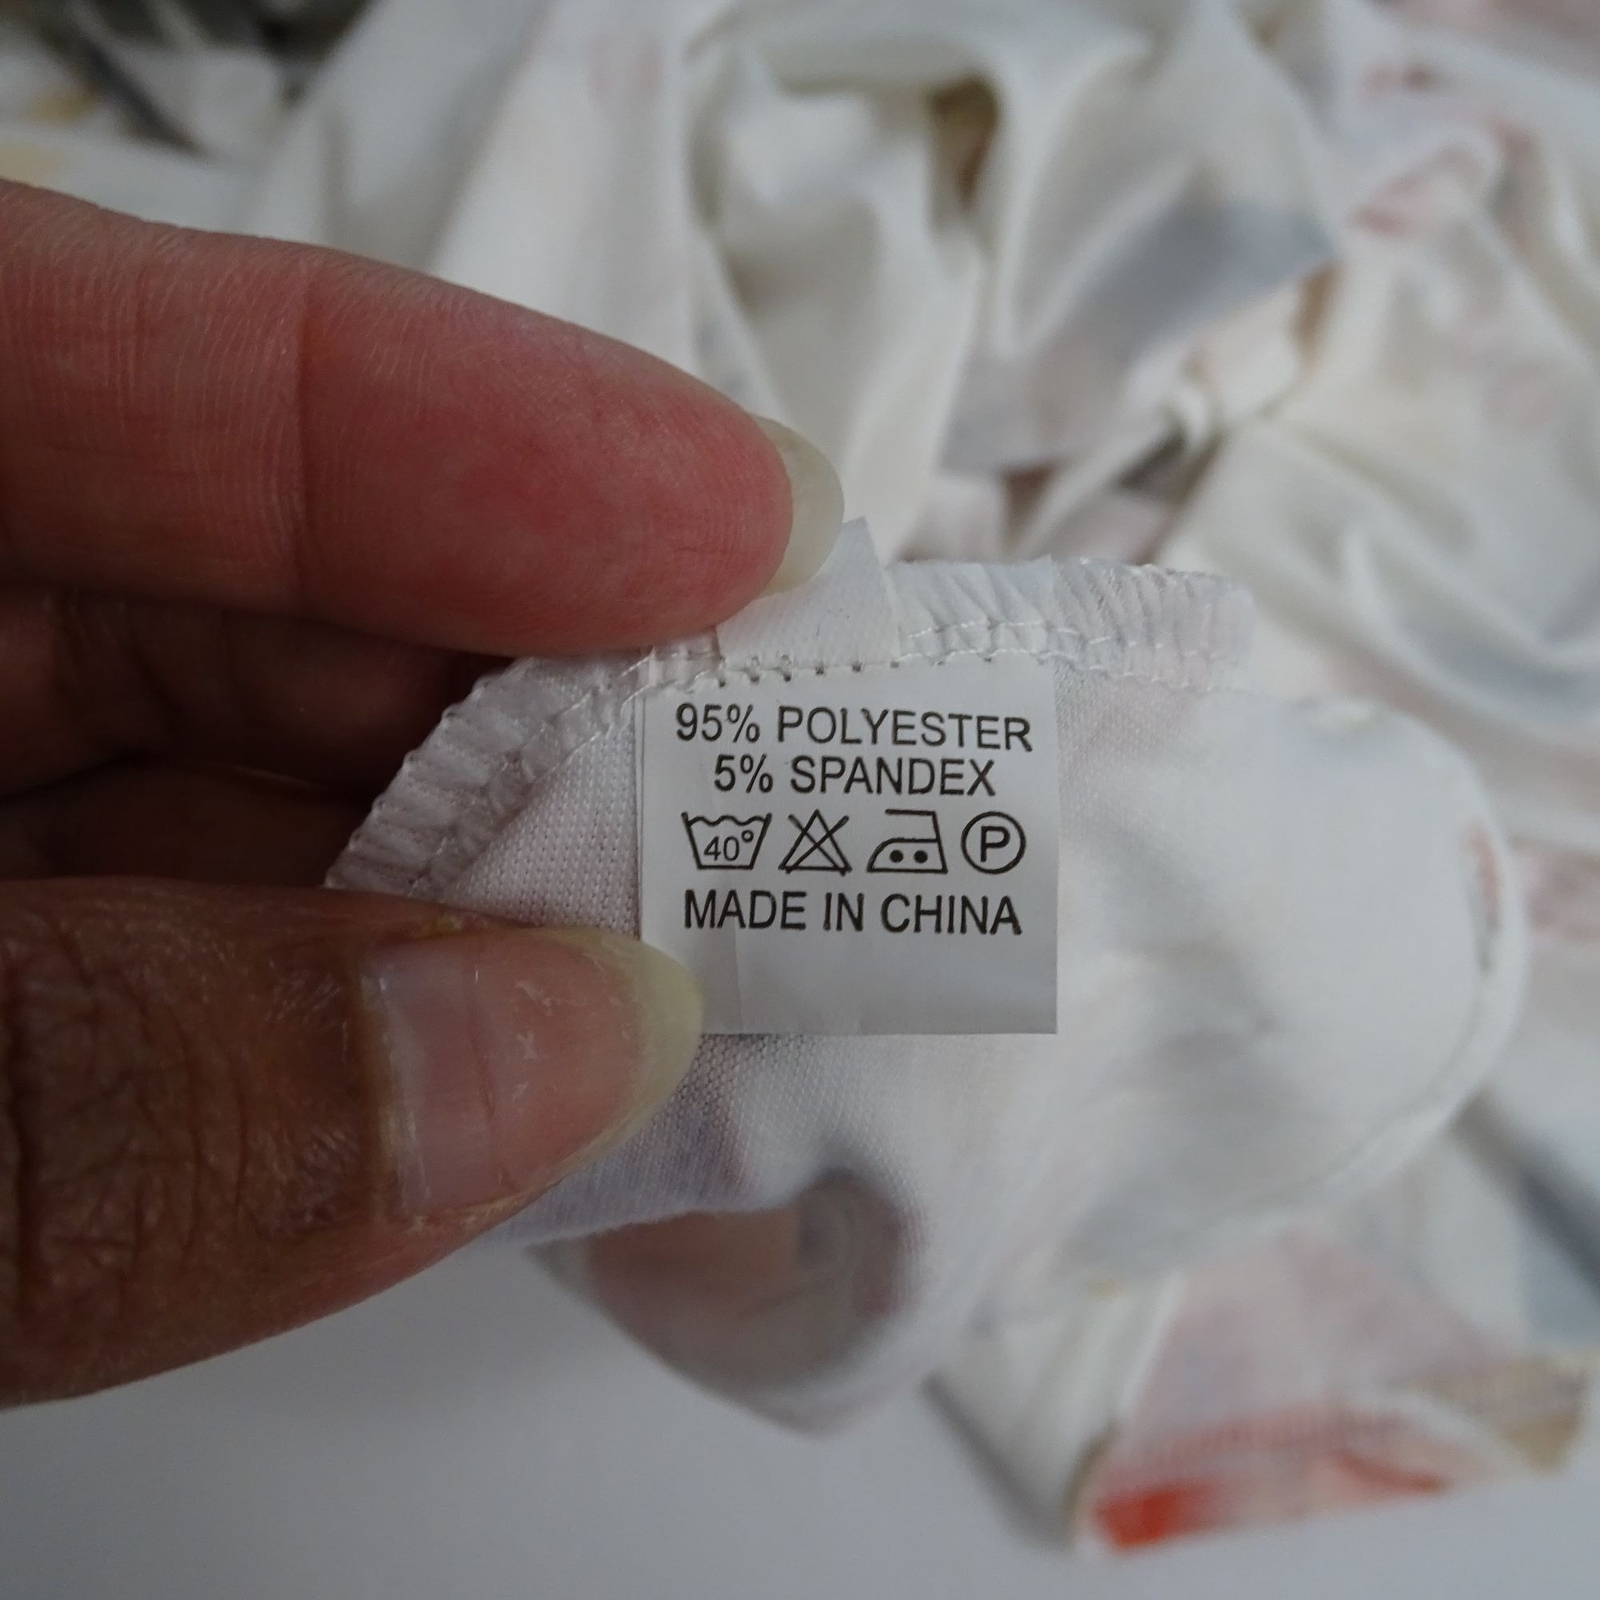 95% POLYESTER
5% SPANDEX
40° P
MADE IN CHINA